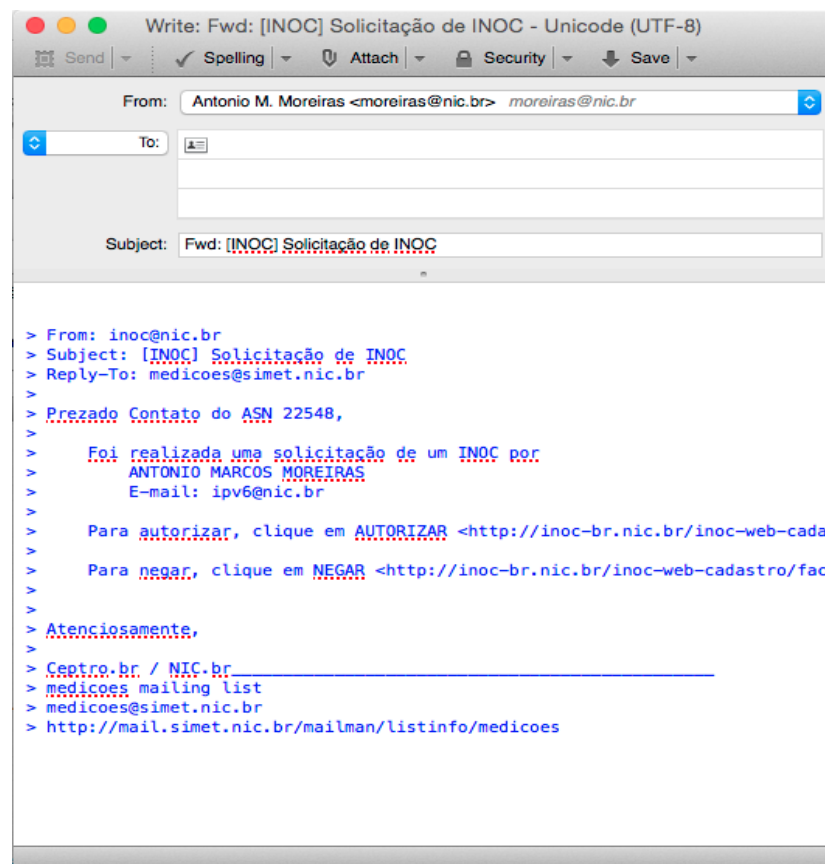 Write: Fwd: [INOC] Solicitação de INOC - Unicode (UTF-8)
Send Spelling Attach Security Save
From: Antonio M. Moreiras <moreiras@nic.br> moreiras@nic.br
To:
Subject: Fwd: [INOC] Solicitação de INOC
> From: inoc@nic.br
> Subject: [INOC] Solicitação de INOC
> Reply-To: medicoes@simet.nic.br
>
> Prezado Contato do ASN 22548,
>
> Foi realizada uma solicitação de um INOC por
> ANTONIO MARCOS MOREIRAS
> E-mail: ipv6@nic.br
>
> Para autorizar, clique em AUTORIZAR <http://inoc-br.nic.br/inoc-web-cada
>
> Para negar, clique em NEGAR <http://inoc-br.nic.br/inoc-web-cadastro/fac
>
>
> Atenciosamente,
>
> Ceptro.br / NIC.br_______________________________________________
> medicoes mailing list
> medicoes@simet.nic.br
> http://mail.simet.nic.br/mailman/listinfo/medicoes